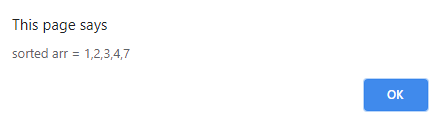 This page says
sorted arr = 1,2,3,4,7
OK